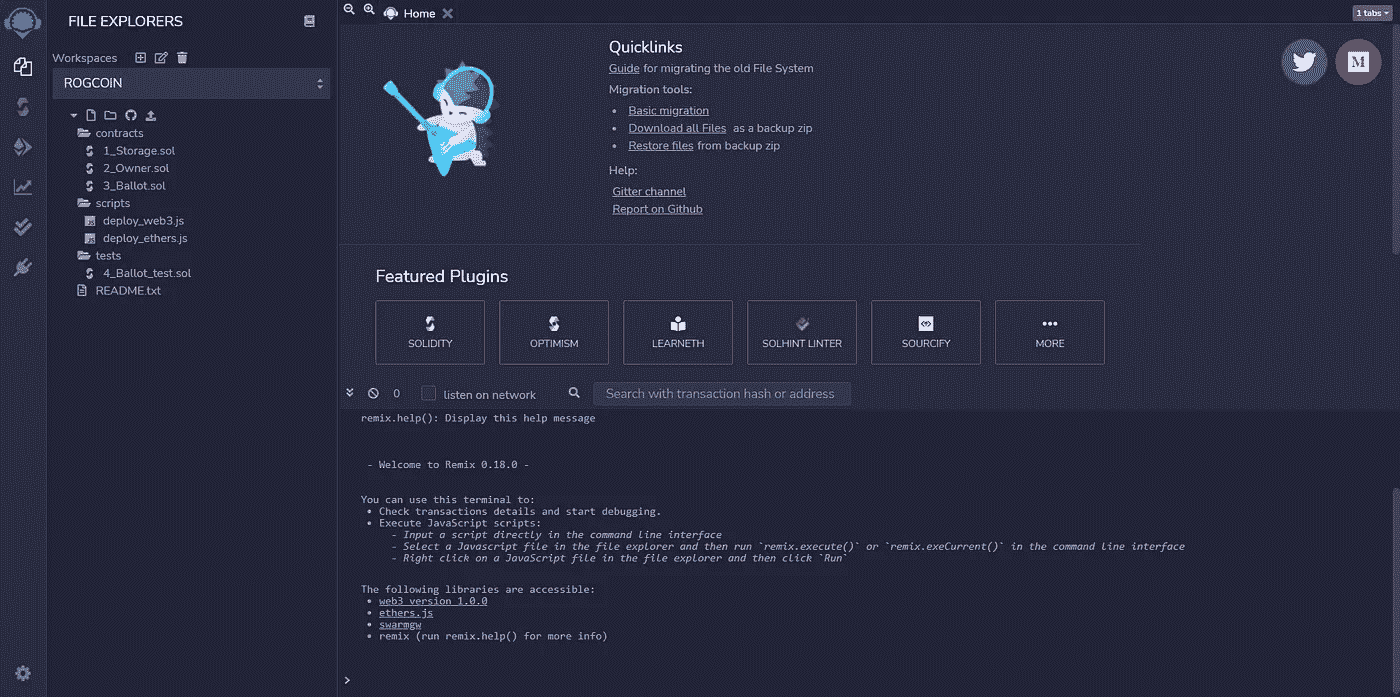 FILE EXPLORERS
Workspaces
ROGCOIN
contracts
1_Storage.sol
2_Owner.sol
3_Ballot.sol
scripts
deploy_web3.js
deploy_ethers.js
tests
4_Ballot_test.sol
README.txt
Home
1 tabs
Quicklinks
Guide for migrating the old File System
Migration tools:
• Basic migration
• Download all Files as a backup zip
• Restore files from backup zip
Help:
Gitter channel
Report on Github
M
Featured Plugins
SOLIDITY
OPTIMISM
LEARNETH
SOLHINT LINTER
SOURCIFY
MORE
0 listen on network Search with transaction hash or address
remix.help(): Display this help message
- Welcome to Remix 0.18.0 -
You can use this terminal to:
• Check transactions details and start debugging.
• Execute JavaScript scripts:
- Input a script directly in the command line interface
- Select a Javascript file in the file explorer and then run `remix.execute()` or `remix.exeCurrent()` in the command line interface
- Right click on a JavaScript file in the file explorer and then click `Run`
The following libraries are accessible:
• web3 version 1.0.0
• ethers.js
• swarmgw
• remix (run remix.help() for more info)
>